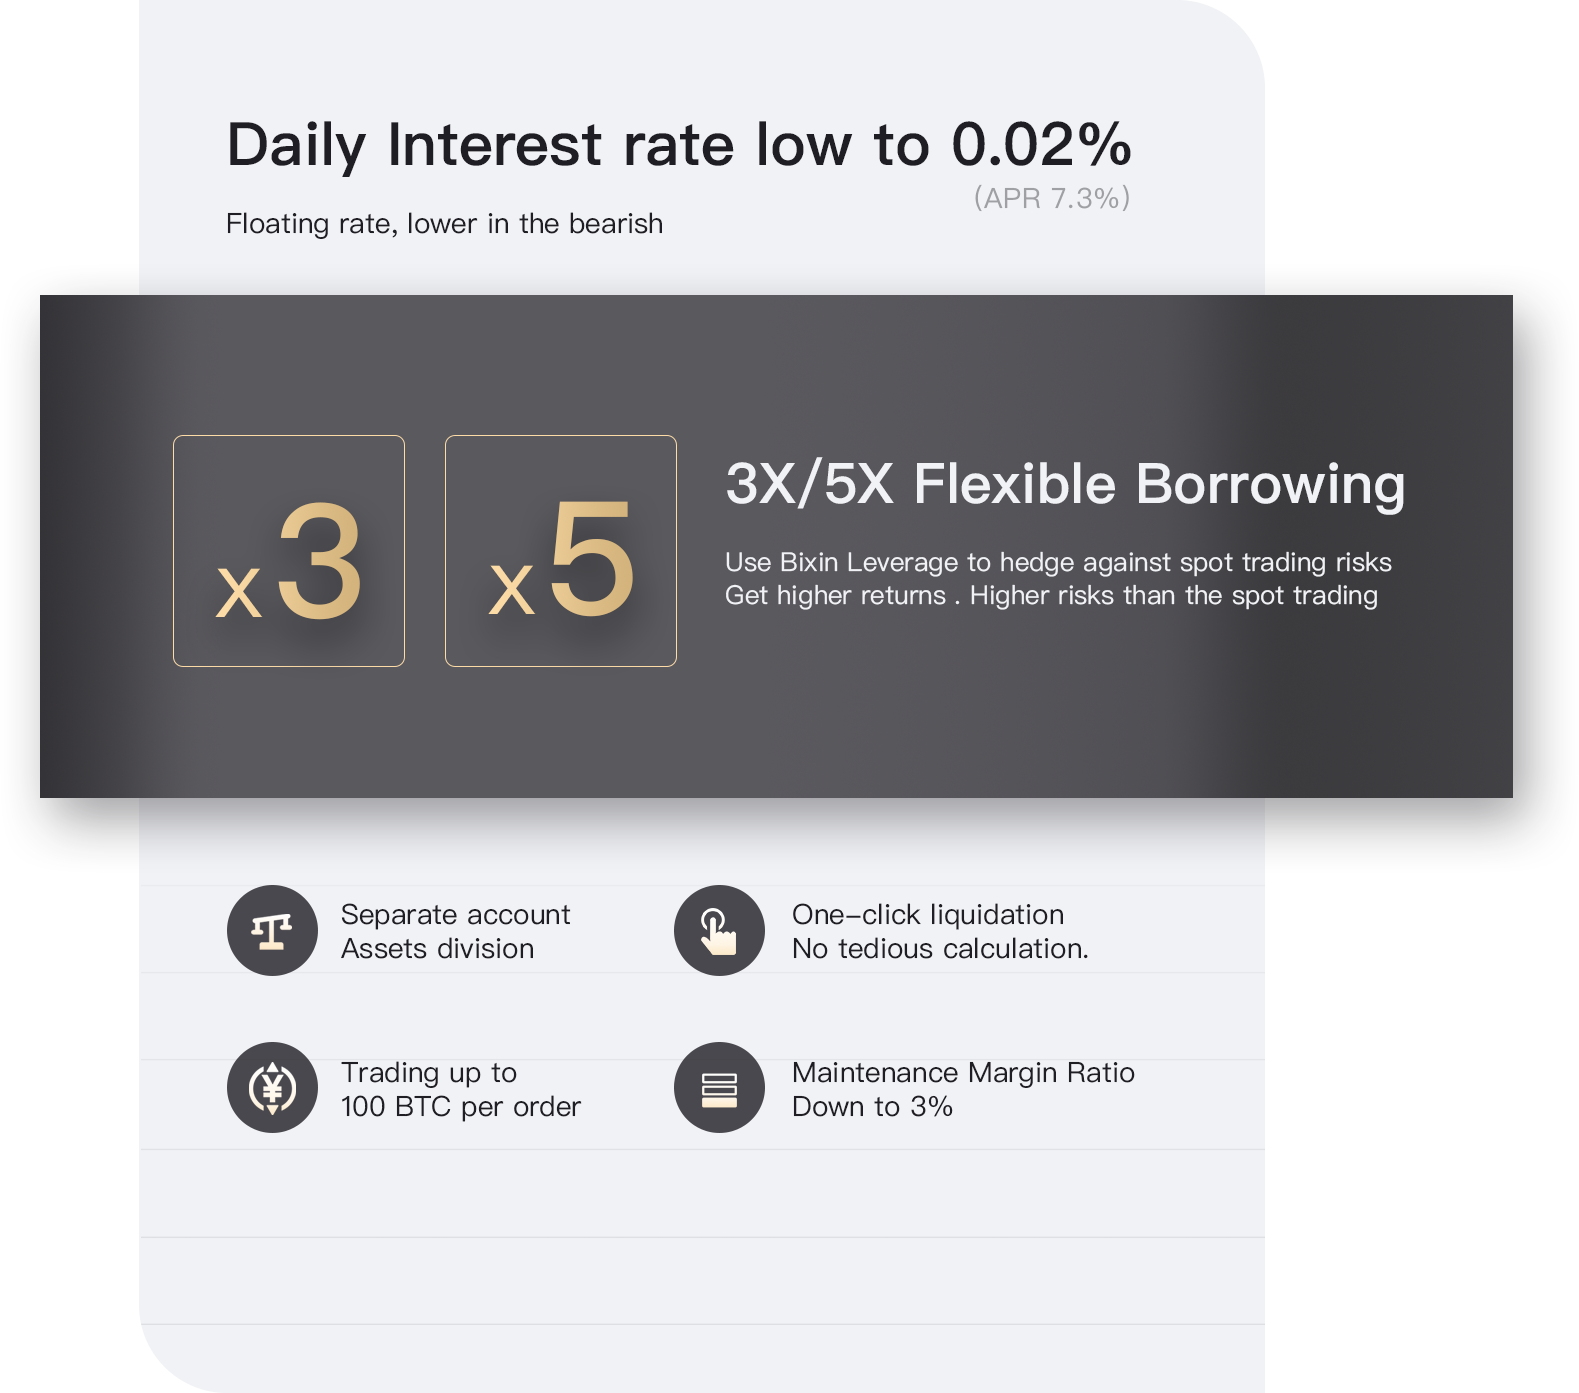 Daily Interest rate low to 0.02%
(APR 7.3%)
Floating rate, lower in the bearish
x3
x5
3X/5X Flexible Borrowing
Use Bixin Leverage to hedge against spot trading risks
Get higher returns . Higher risks than the spot trading
Separate account
Assets division
One-click liquidation
No tedious calculation.
¥
Trading up to
100 BTC per order
Maintenance Margin Ratio
Down to 3%